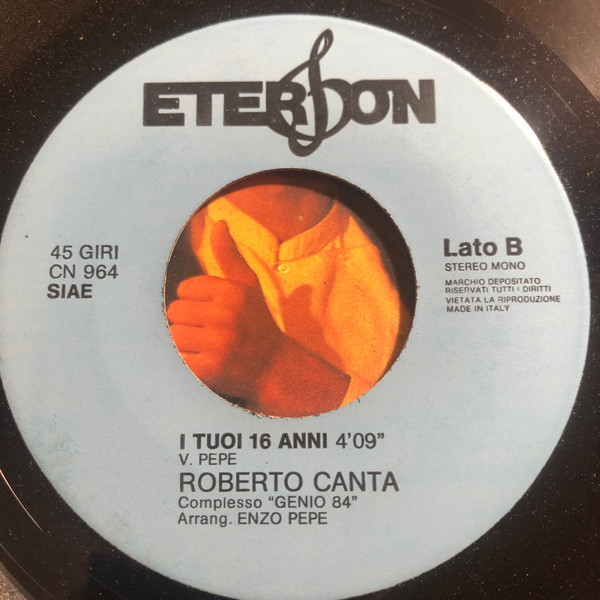 ETERSON
45 GIRI
CN 964
SIAE
Lato B
STEREO MONO
MARCHIO DEPOSITATO
RISERVATI TUTTI I DIRITTI
VIETATA LA RIPRODUZIONE
MADE IN ITALY
I TUOI 16 ANNI 4'09"
V. PEPE
ROBERTO CANTA
Complesso "GENIO 84"
Arrang. ENZO PEPE